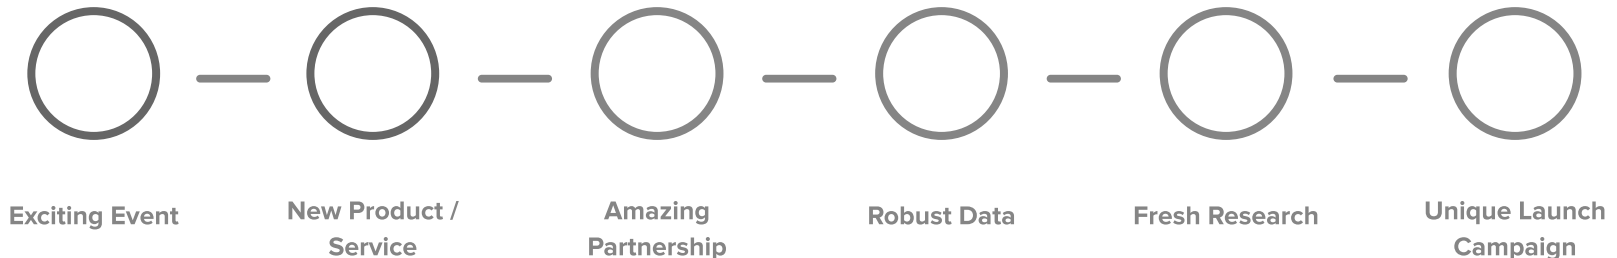 Exciting Event
New Product /
Service
Amazing
Partnership
Robust Data
Fresh Research
Unique Launch
Campaign